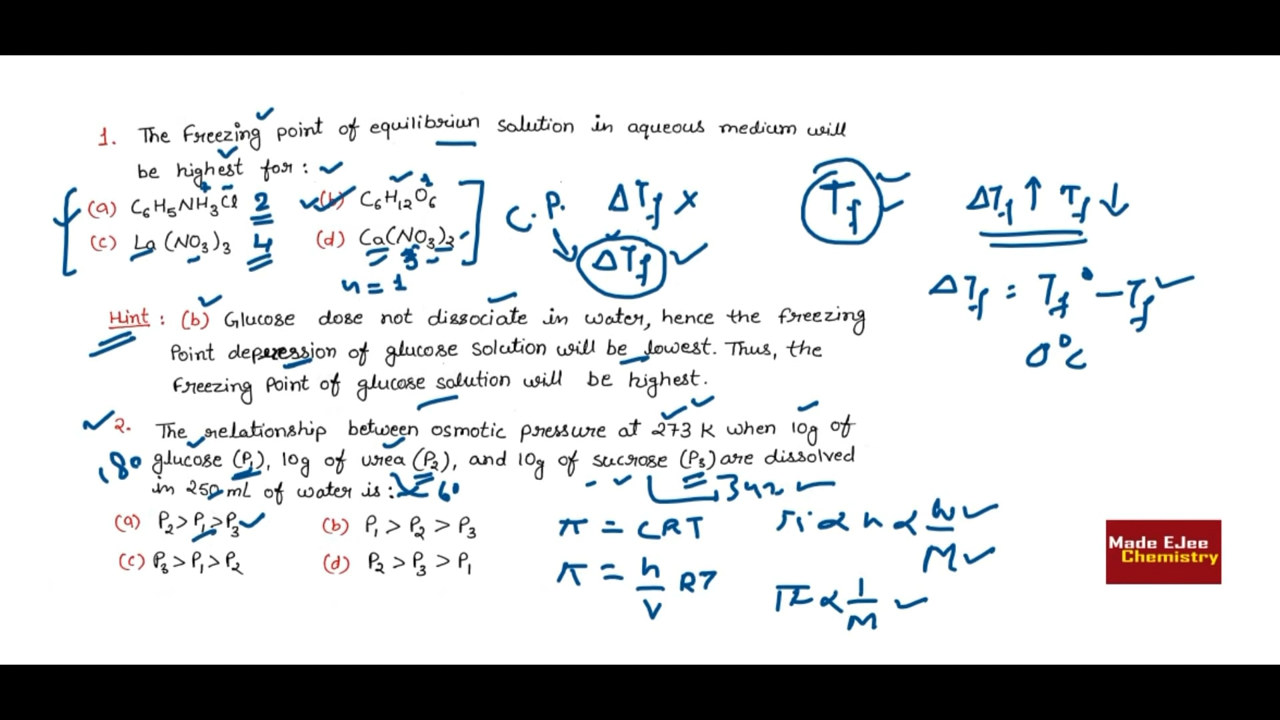 1. The Freezing point of equilibriun solution in aqueous medium will
be highest for :
(a) C₆H₅NH₃Cl 2 (b) C₆H₁₂O₆
(c) La (NO₃)₃ 4 (d) Ca(NO₃)₂
n = 1
C. P. ΔTf x
ΔTf
Tf
ΔTf ↑ Tf ↓
ΔTf = Tf° − Tf
0°C
Hint : (b) Glucose dose not dissociate in water, hence the freezing
Point depression of glucose solution will be lowest. Thus, the
Freezing Point of glucose solution will be highest.
2. The relationship between osmotic pressure at 273 K when 10g of
180 glucose (P₁), 10g of urea (P₂), and 10g of sucrose (P₃) are dissolved
in 250 mL of water is : 60 342
(a) P₂ > P₁ > P₃ (b) P₁ > P₂ > P₃
(c) P₃ > P₁ > P₂ (d) P₂ > P₃ > P₁
π = CRT
π = n/V RT
π ∝ n ∝ w/M
π ∝ 1/M
Made EJee
Chemistry